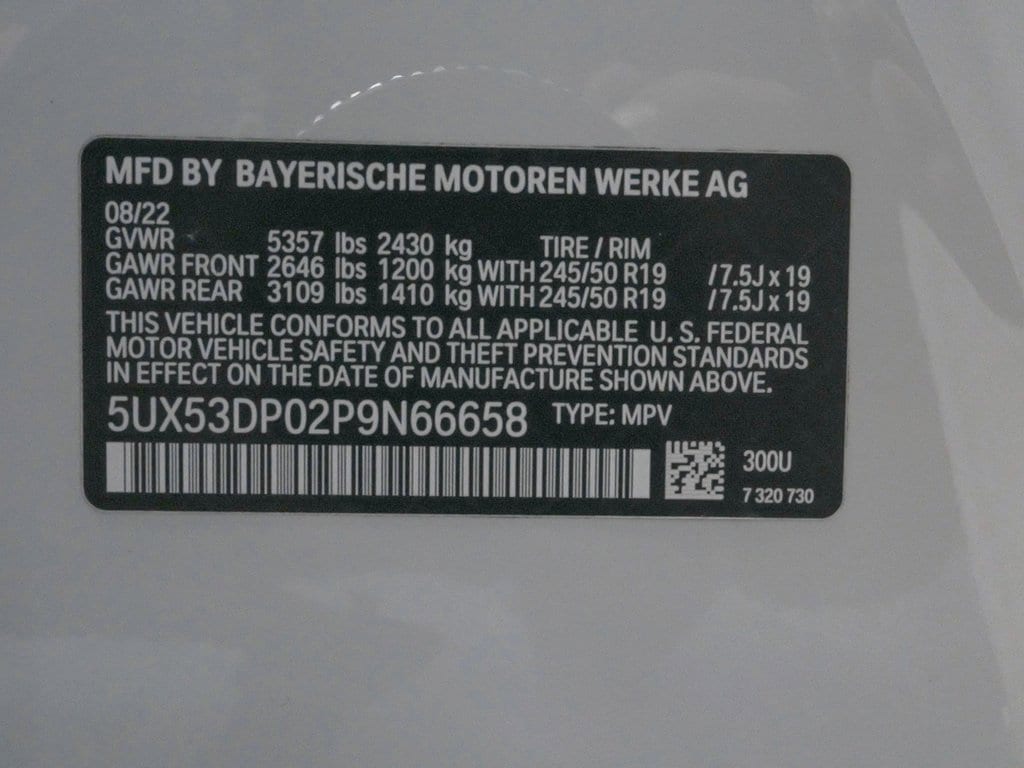 MFD BY BAYERISCHE MOTOREN WERKE AG
08/22
GVWR 5357 lbs 2430 kg TIRE / RIM
GAWR FRONT 2646 lbs 1200 kg WITH 245/50 R19 / 7.5J x 19
GAWR REAR 3109 lbs 1410 kg WITH 245/50 R19 / 7.5J x 19
THIS VEHICLE CONFORMS TO ALL APPLICABLE U. S. FEDERAL
MOTOR VEHICLE SAFETY AND THEFT PREVENTION STANDARDS
IN EFFECT ON THE DATE OF MANUFACTURE SHOWN ABOVE.
5UX53DP02P9N66658 TYPE: MPV
300U
7 320 730